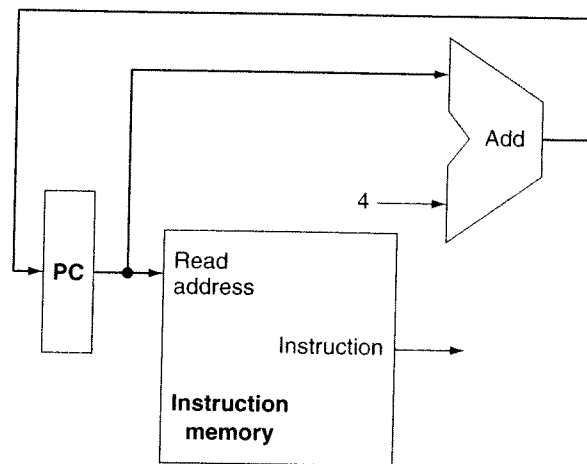 Add
4
PC
Read
address
Instruction
Instruction
memory